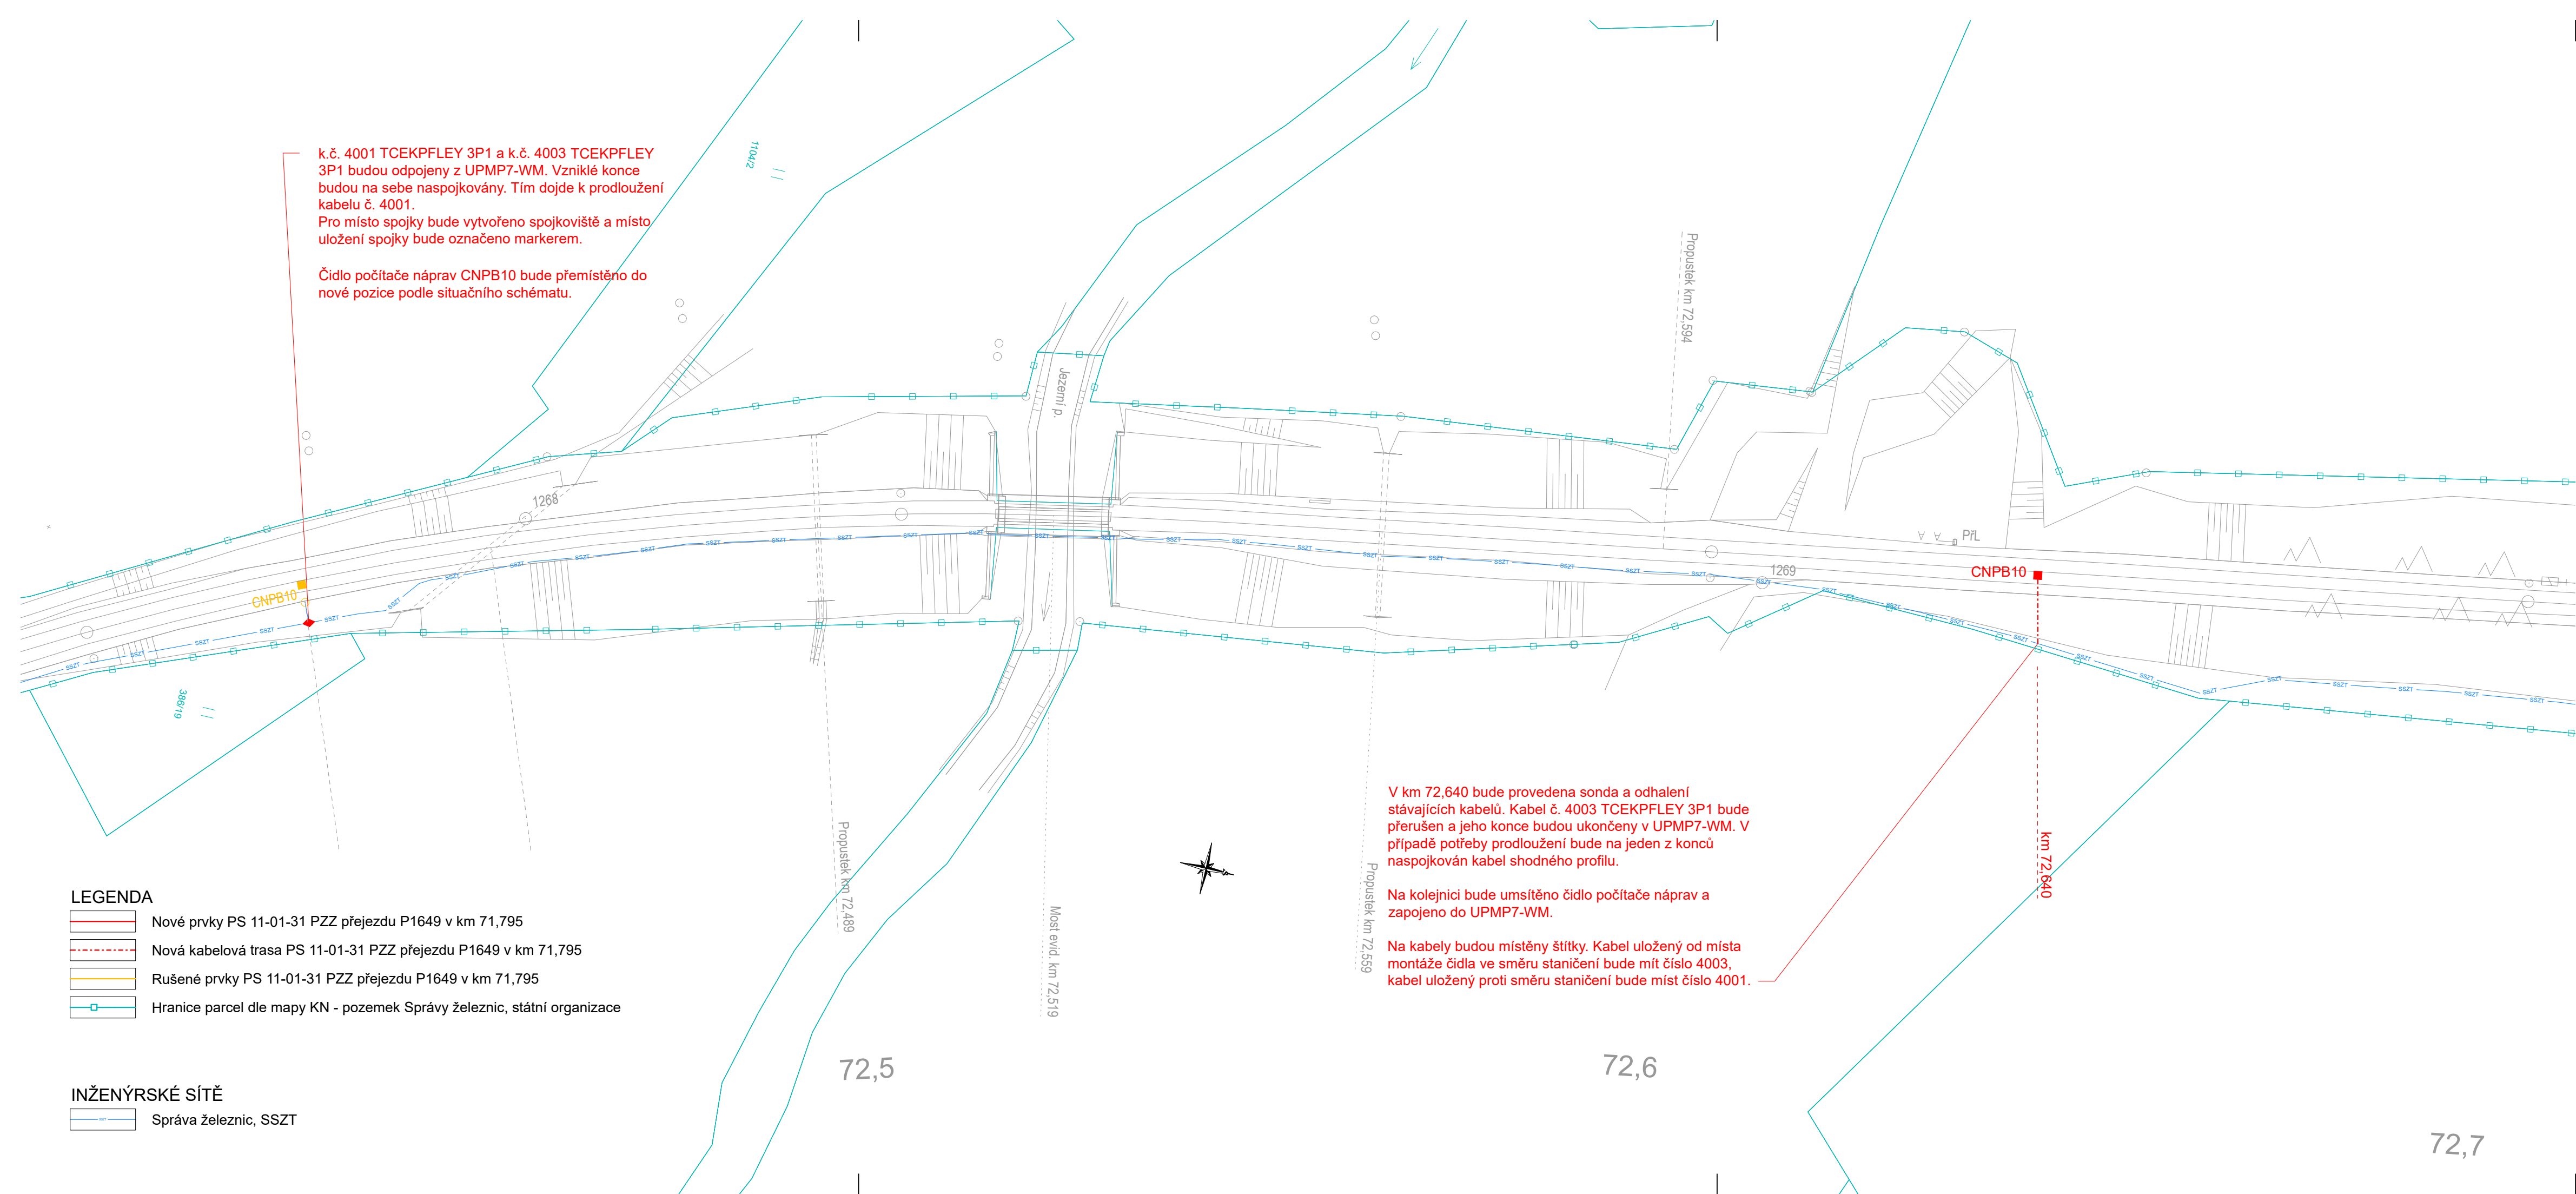 k.č. 4001 TCEKPFLEY 3P1 a k.č. 4003 TCEKPFLEY
3P1 budou odpojeny z UPMP7-WM. Vzniklé konce
budou na sebe naspojkovány. Tím dojde k prodloužení
kabelu č. 4001.
Pro místo spojky bude vytvořeno spojkoviště a místo
uložení spojky bude označeno markerem.
Čidlo počítače náprav CNPB10 bude přemístěno do
nové pozice podle situačního schématu.
1104/2
Jezerní p.
Propustek km 72,594
1268
CNPB10
SSZT
386/19
1269
PřL
CNPB10
km 72,640
Propustek km 72,489
Most evid. km 72,519
Propustek km 72,559
V km 72,640 bude provedena sonda a odhalení
stávajících kabelů. Kabel č. 4003 TCEKPFLEY 3P1 bude
přerušen a jeho konce budou ukončeny v UPMP7-WM. V
případě potřeby prodloužení bude na jeden z konců
naspojkován kabel shodného profilu.
Na kolejnici bude umsítěno čidlo počítače náprav a
zapojeno do UPMP7-WM.
Na kabely budou místěny štítky. Kabel uložený od místa
montáže čidla ve směru staničení bude mít číslo 4003,
kabel uložený proti směru staničení bude míst číslo 4001.
LEGENDA
Nové prvky PS 11-01-31 PZZ přejezdu P1649 v km 71,795
Nová kabelová trasa PS 11-01-31 PZZ přejezdu P1649 v km 71,795
Rušené prvky PS 11-01-31 PZZ přejezdu P1649 v km 71,795
Hranice parcel dle mapy KN - pozemek Správy železnic, státní organizace
INŽENÝRSKÉ SÍTĚ
Správa železnic, SSZT
72,5
72,6
72,7